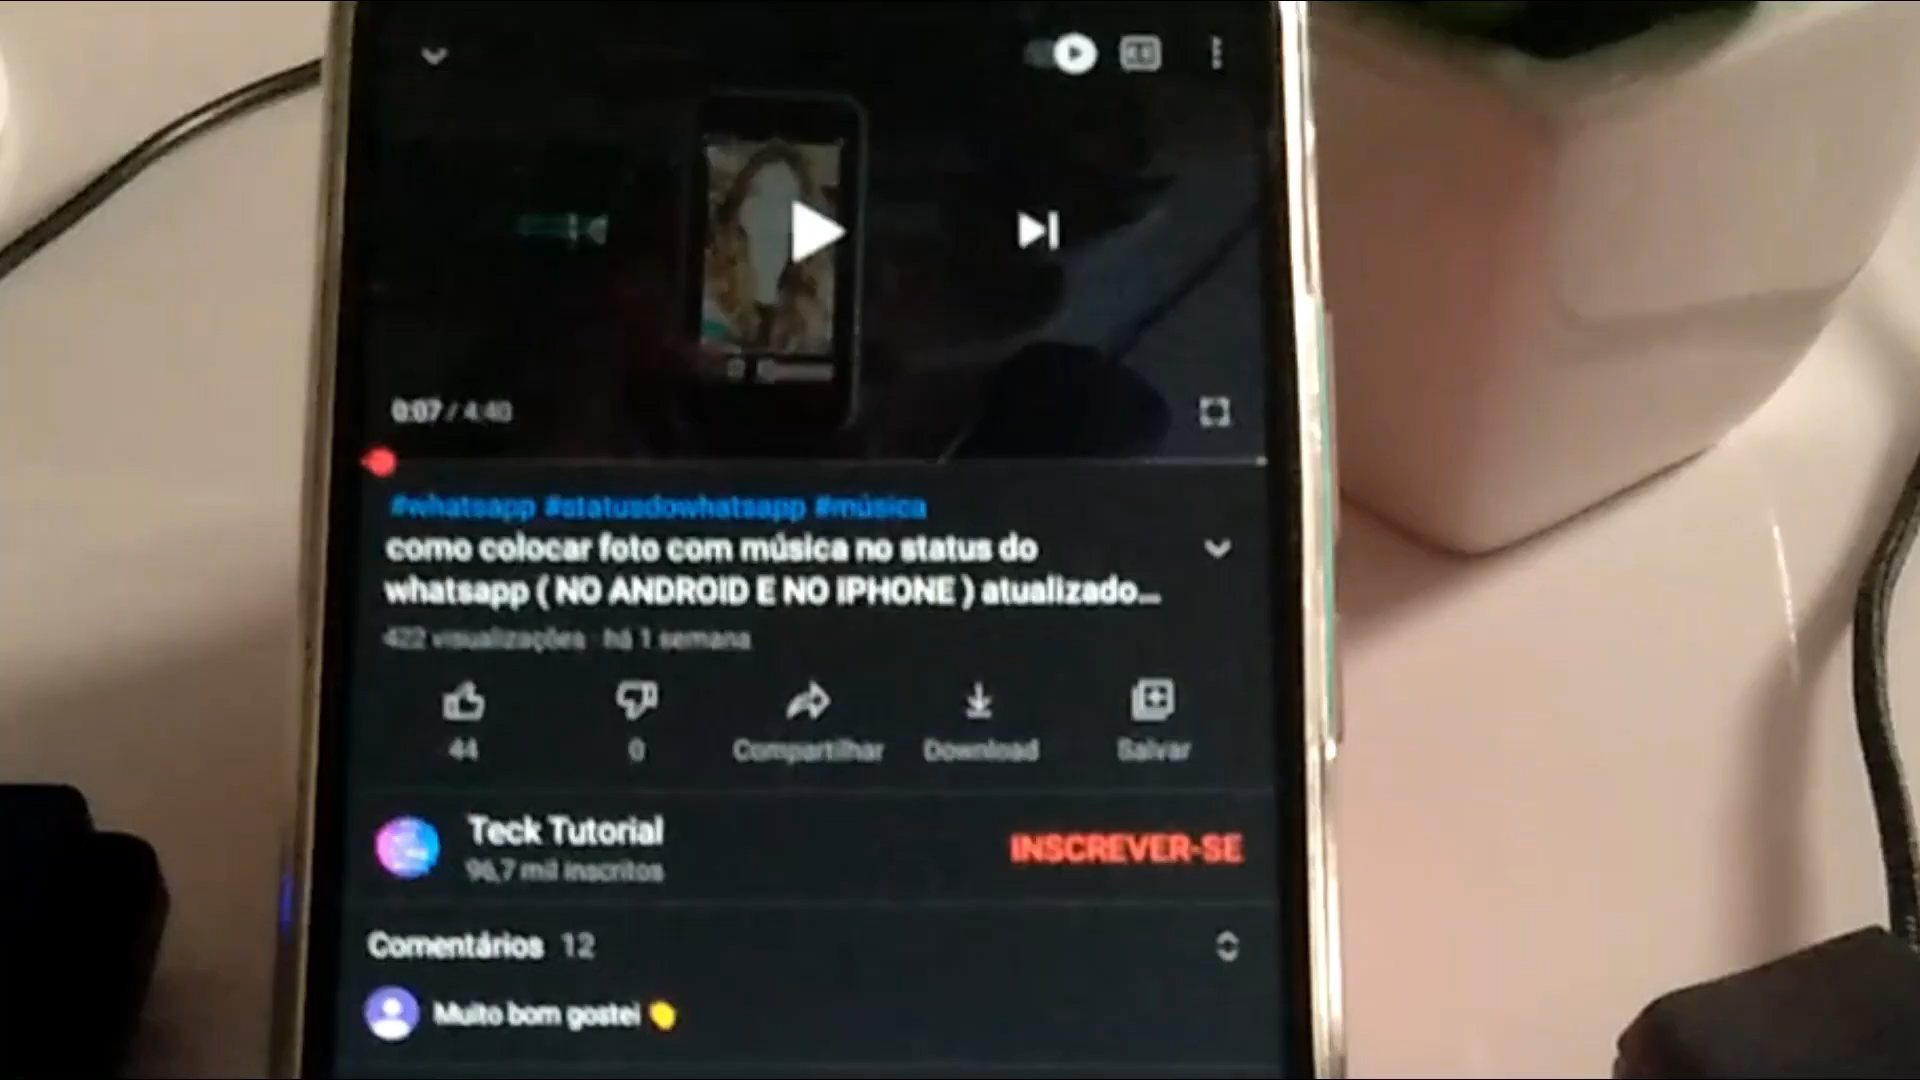 0:07 / 4:40
#whatsapp #statusdowhatsapp #música
como colocar foto com música no status do
whatsapp ( NO ANDROID E NO IPHONE ) atualizado...
422 visualizações · há 1 semana
44
0
Compartilhar
Download
Salvar
Teck Tutorial
96,7 mil inscritos
INSCREVER-SE
Comentários 12
Muito bom gostei 👏